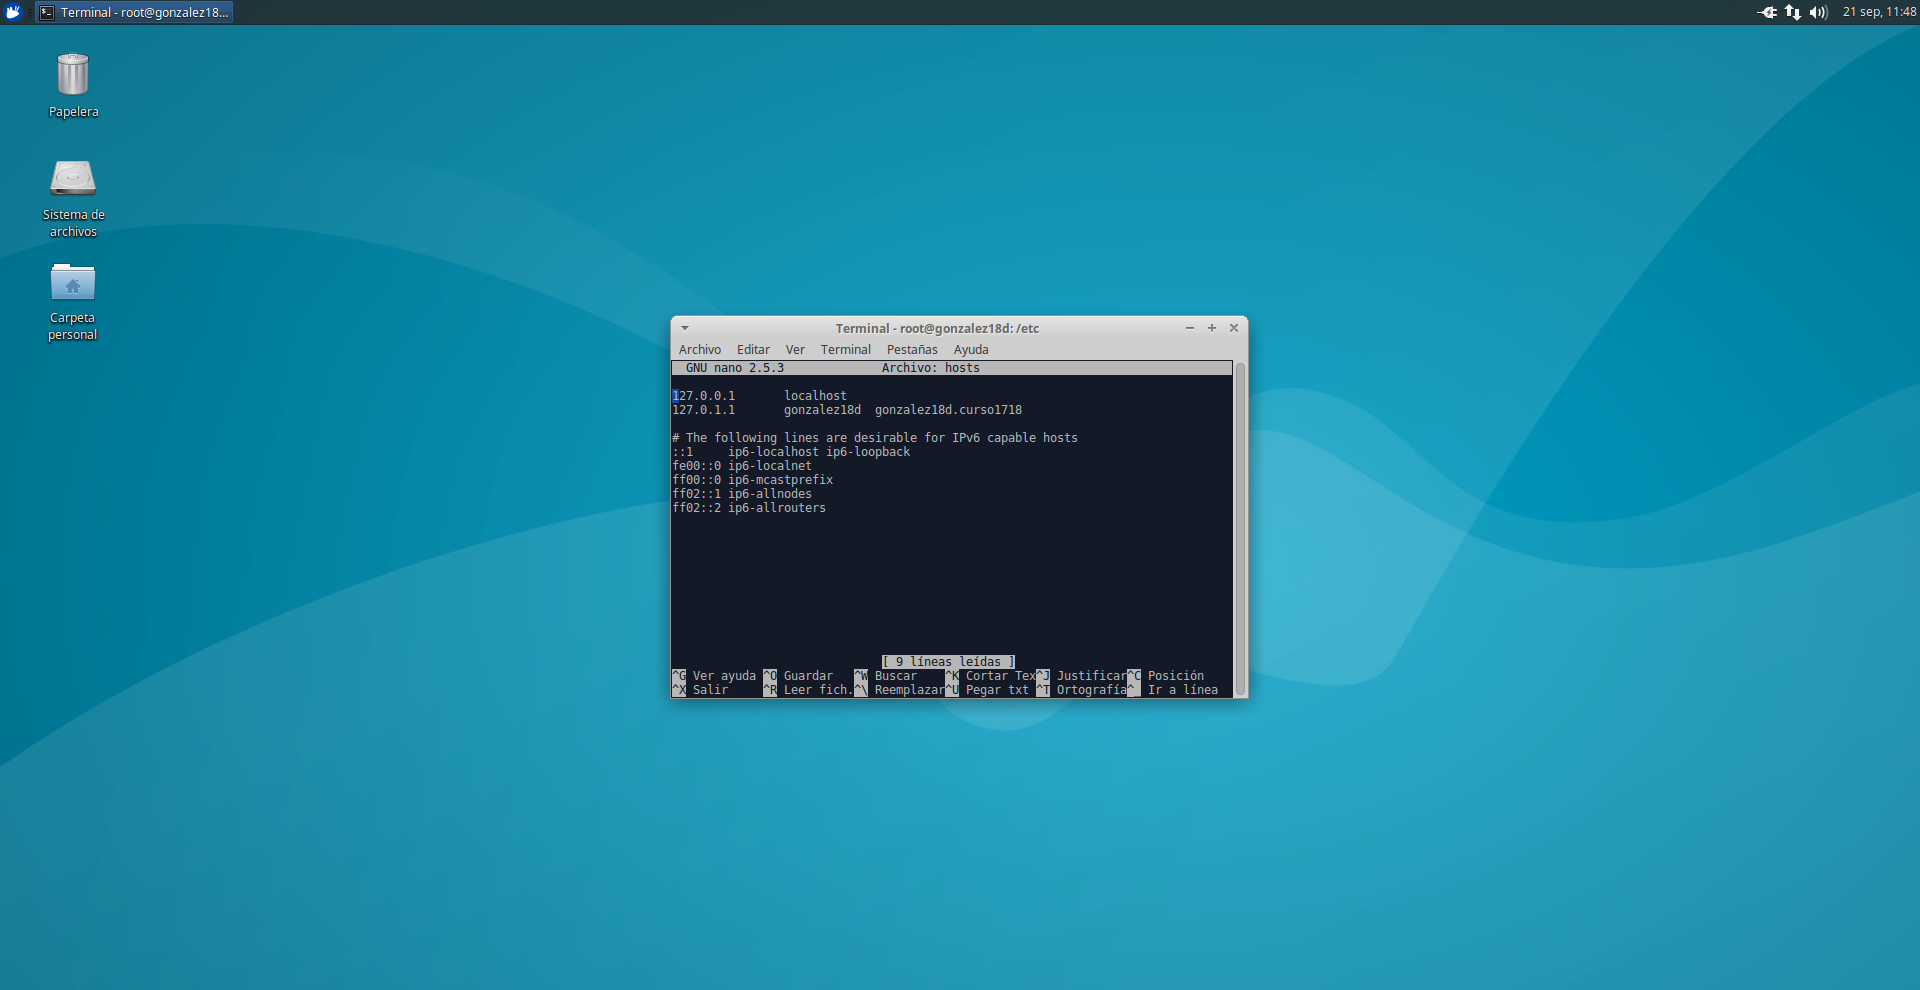 Terminal - root@gonzalez18...
21 sep, 11:48
Papelera
Sistema de
archivos
Carpeta
personal
Terminal - root@gonzalez18d: /etc
Archivo Editar Ver Terminal Pestañas Ayuda
GNU nano 2.5.3 Archivo: hosts
127.0.0.1 localhost
127.0.1.1 gonzalez18d gonzalez18d.curso1718
# The following lines are desirable for IPv6 capable hosts
::1 ip6-localhost ip6-loopback
fe00::0 ip6-localnet
ff00::0 ip6-mcastprefix
ff02::1 ip6-allnodes
ff02::2 ip6-allrouters
[ 9 líneas leídas ]
^G Ver ayuda ^O Guardar ^W Buscar ^K Cortar Tex^J Justificar^C Posición
^X Salir ^R Leer fich.^\ Reemplazar^U Pegar txt ^T Ortografía^_ Ir a línea